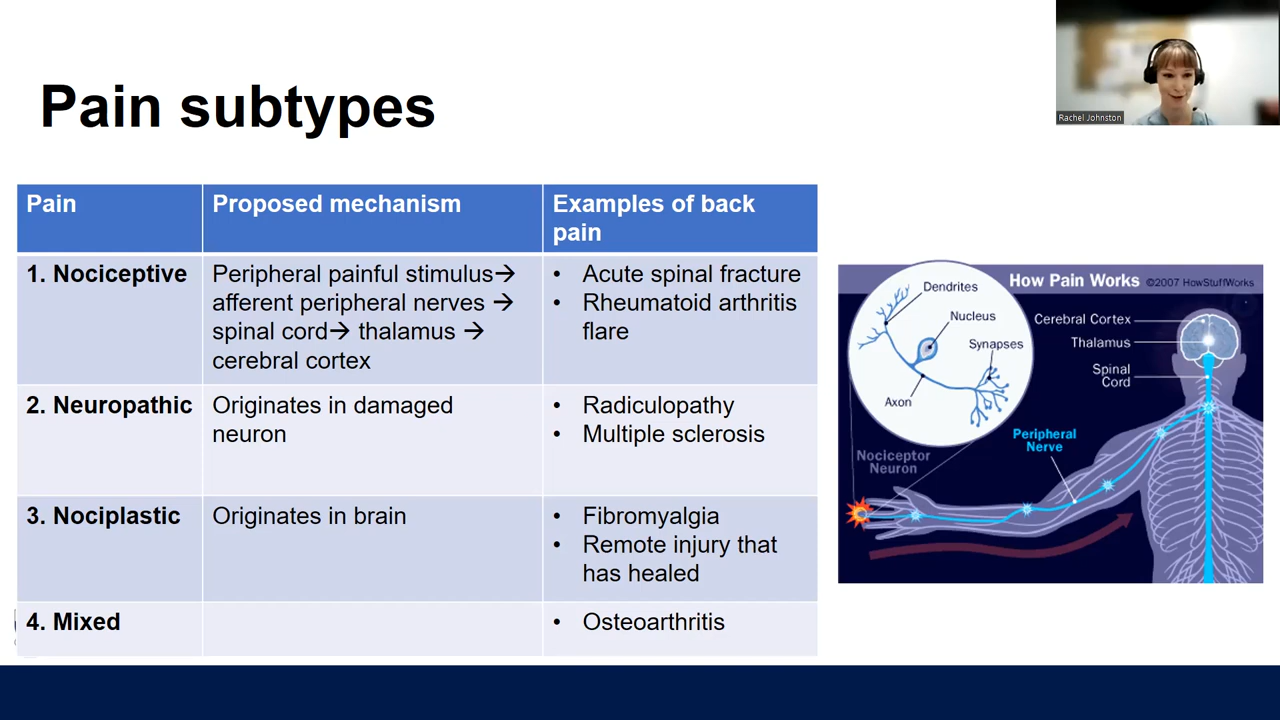 Rachel Johnston
Pain subtypes
Pain
Proposed mechanism
Examples of back
pain
1. Nociceptive
Peripheral painful stimulus→
afferent peripheral nerves →
spinal cord→ thalamus →
cerebral cortex
• Acute spinal fracture
• Rheumatoid arthritis
flare
2. Neuropathic
Originates in damaged
neuron
• Radiculopathy
• Multiple sclerosis
3. Nociplastic
Originates in brain
• Fibromyalgia
• Remote injury that
has healed
4. Mixed
• Osteoarthritis
How Pain Works ©2007 HowStuffWorks
Dendrites
Nucleus
Synapses
Axon
Nociceptor
Neuron
Cerebral Cortex
Thalamus
Spinal
Cord
Peripheral
Nerve